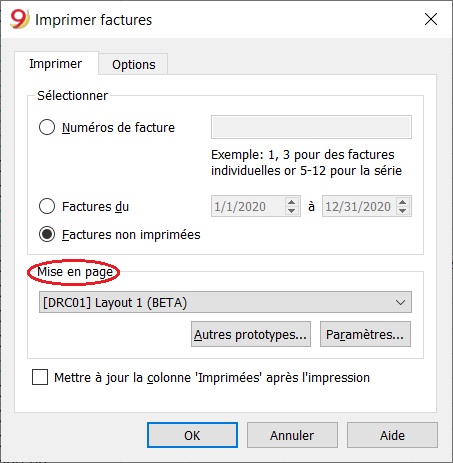 Imprimer factures
Imprimer
Options
Sélectionner
Numéros de facture
Exemple: 1, 3 pour des factures
individuelles or 5-12 pour la série
Factures du
1/1/2020
à
12/31/2020
Factures non imprimées
Mise en page
[DRC01] Layout 1 (BETA)
Autres prototypes...
Paramètres...
Mettre à jour la colonne 'Imprimées' après l'impression
OK
Annuler
Aide